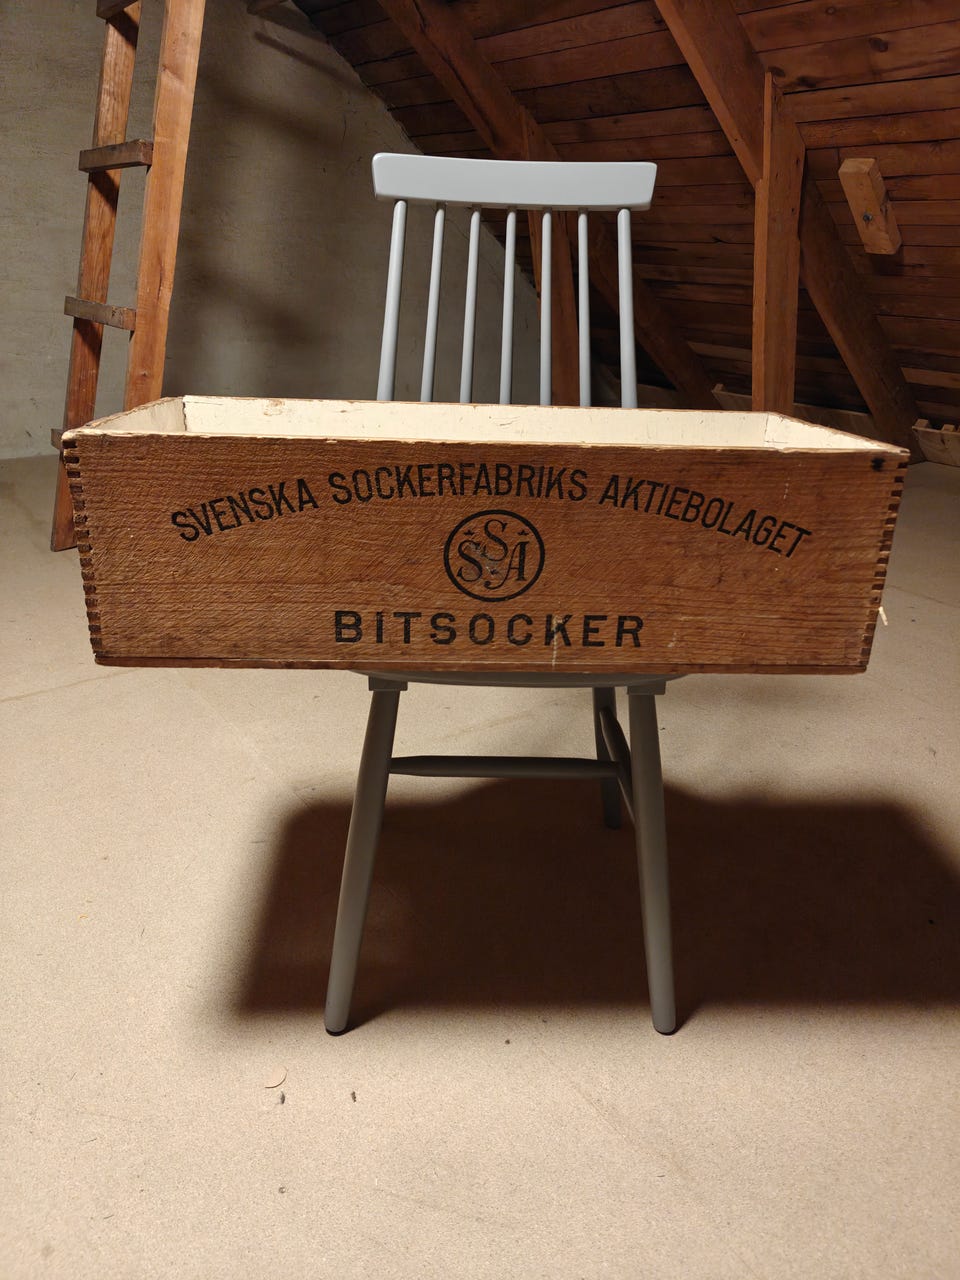 SVENSKA SOCKERFABRIKS AKTIEBOLAGET
SSA
BITSOCKER